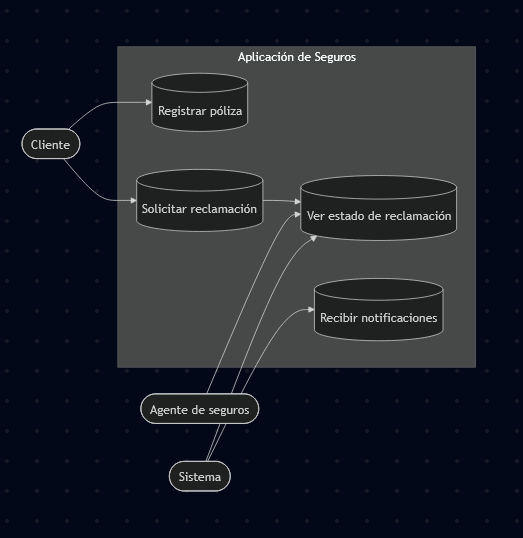 Aplicación de Seguros
Registrar póliza
Cliente
Solicitar reclamación
Ver estado de reclamación
Recibir notificaciones
Agente de seguros
Sistema